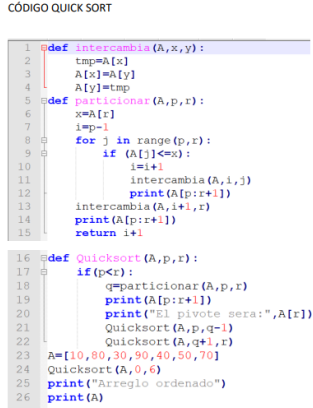 CÓDIGO QUICK SORT
1 def intercambia(A,x,y):
2     tmp=A[x]
3     A[x]=A[y]
4     A[y]=tmp
5 def particionar(A,p,r):
6     x=A[r]
7     i=p-1
8     for j in range(p,r):
9         if (A[j]<=x):
10             i=i+1
11             intercambia(A,i,j)
12             print(A[p:r+1])
13     intercambia(A,i+1,r)
14     print(A[p:r+1])
15     return i+1
16 def Quicksort(A,p,r):
17     if(p<r):
18         q=particionar(A,p,r)
19         print(A[p:r+1])
20         print("El pivote sera:",A[r])
21         Quicksort(A,p,q-1)
22         Quicksort(A,q+1,r)
23 A=[10,80,30,90,40,50,70]
24 Quicksort(A,0,6)
25 print("Arreglo ordenado")
26 print(A)